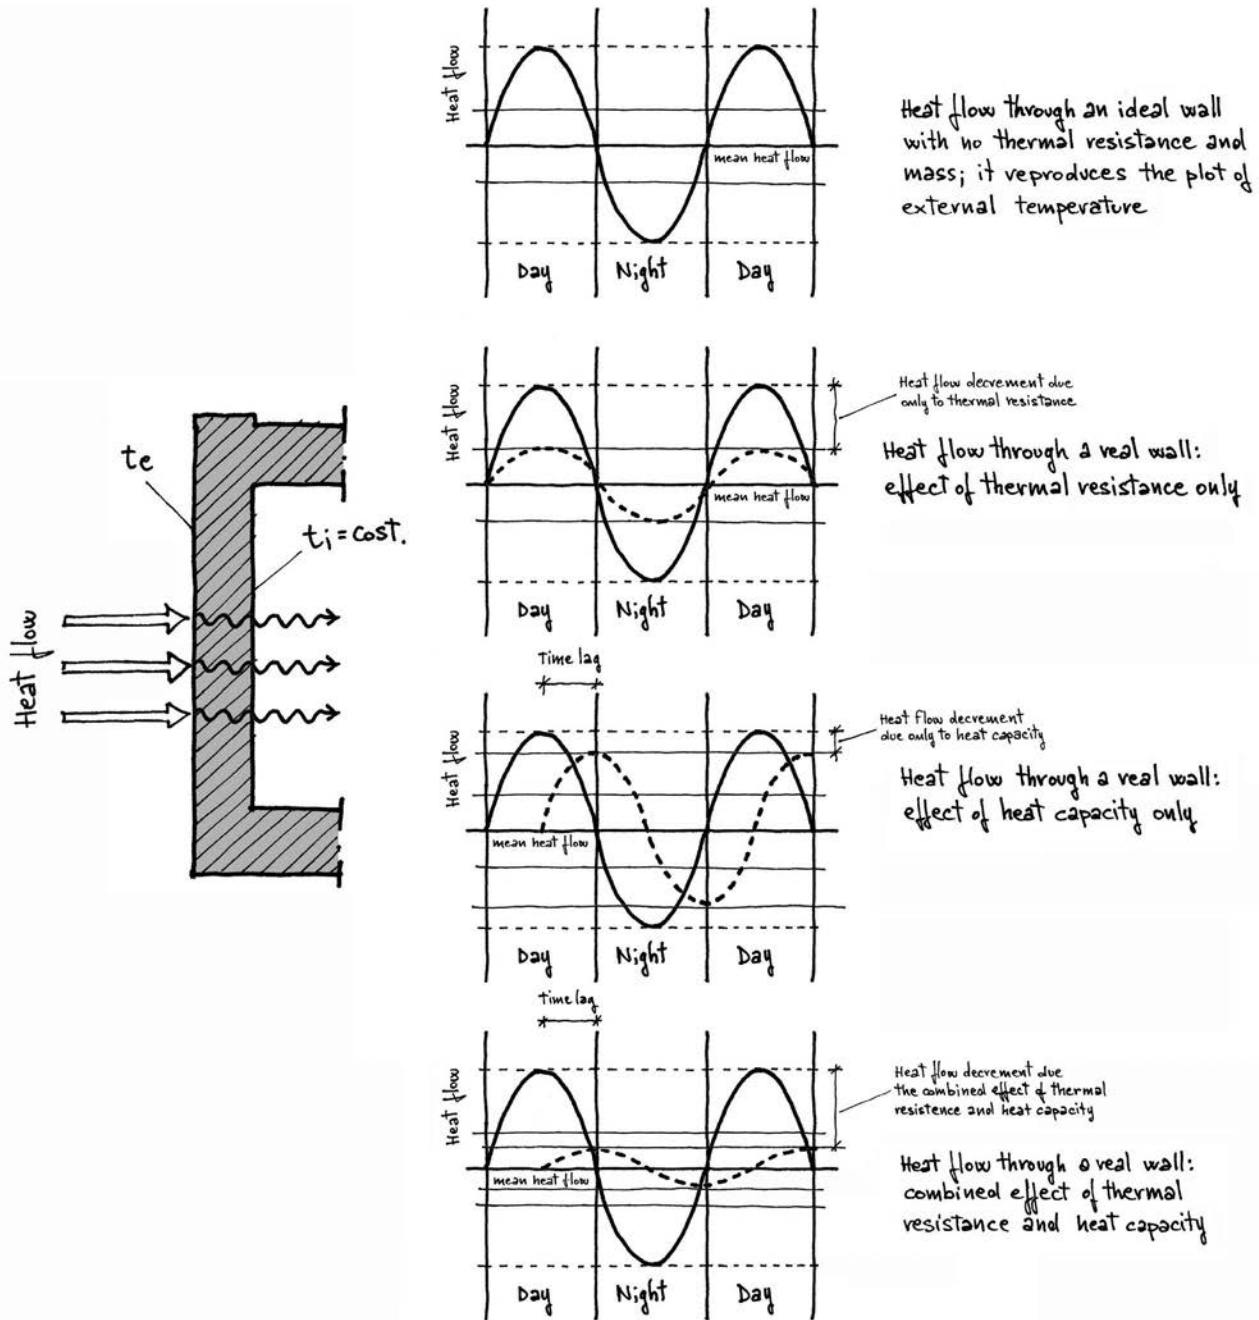 te
ti = cost.
Heat flow
Heat flow
mean heat flow
Day
Night
Day
Heat flow through an ideal wall
with no thermal resistance and
mass; it reproduces the plot of
external temperature
Heat flow
mean heat flow
Day
Night
Day
Heat flow decrement due
only to thermal resistance
Heat flow through a real wall:
effect of thermal resistance only
Time lag
Heat flow
mean heat flow
Day
Night
Day
Heat flow decrement
due only to heat capacity
Heat flow through a real wall:
effect of heat capacity only
Time lag
Heat flow
mean heat flow
Day
Night
Day
Heat flow decrement due
the combined effect of thermal
resistence and heat capacity
Heat flow through a real wall:
combined effect of thermal
resistance and heat capacity